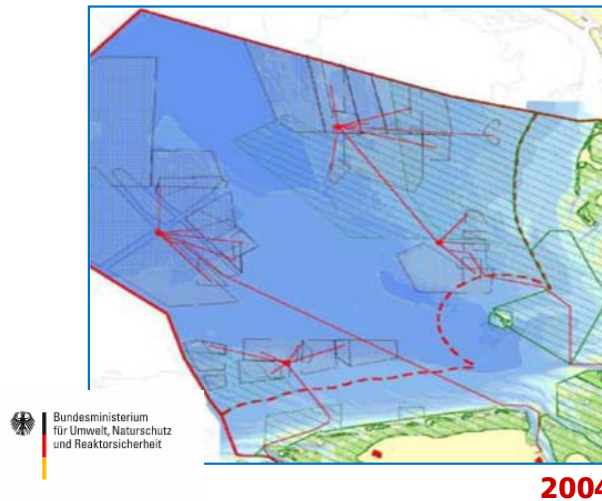 Bundesministerium
für Umwelt, Naturschutz
und Reaktorsicherheit
2004